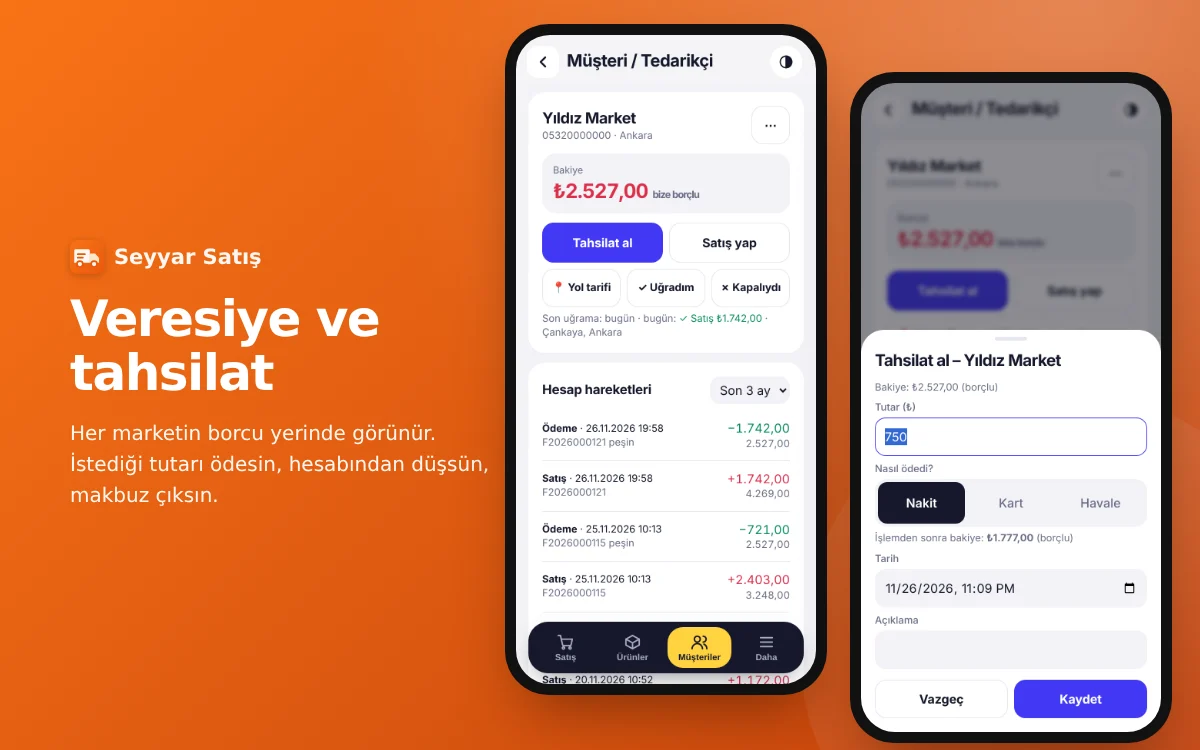 Seyyar Satış
Veresiye ve
tahsilat
Her marketin borcu yerinde görünür.
İstediği tutarı ödesin, hesabından düşsün,
makbuz çıksın.
Müşteri / Tedarikçi
Yıldız Market
05320000000 · Ankara
Bakiye
₺2.527,00 bize borçlu
Tahsilat al
Satış yap
📍 Yol tarifi
✓ Uğradım
× Kapalıydı
Son uğrama: bugün · bugün: ✓ Satış ₺1.742,00 ·
Çankaya, Ankara
Hesap hareketleri
Son 3 ay
Ödeme · 26.11.2026 19:58
−1.742,00
F2026000121 peşin
2.527,00
Satış · 26.11.2026 19:58
+1.742,00
F2026000121
4.269,00
Ödeme · 25.11.2026 10:13
−721,00
F2026000115 peşin
2.527,00
Satış · 25.11.2026 10:13
+2.403,00
F2026000115
3.248,00
Satış
Ürünler
Müşteriler
Daha
Satış · 20.11.2026 10:52
+1.172,00
Müşteri / Tedarikçi
Yıldız Market
05320000000 · Ankara
Bakiye
₺2.527,00 bize borçlu
Tahsilat al
Satış yap
Tahsilat al – Yıldız Market
Bakiye: ₺2.527,00 (borçlu)
Tutar (₺)
750
Nasıl ödedi?
Nakit
Kart
Havale
İşlemden sonra bakiye: ₺1.777,00 (borçlu)
Tarih
11/26/2026, 11:09 PM
Açıklama
Vazgeç
Kaydet